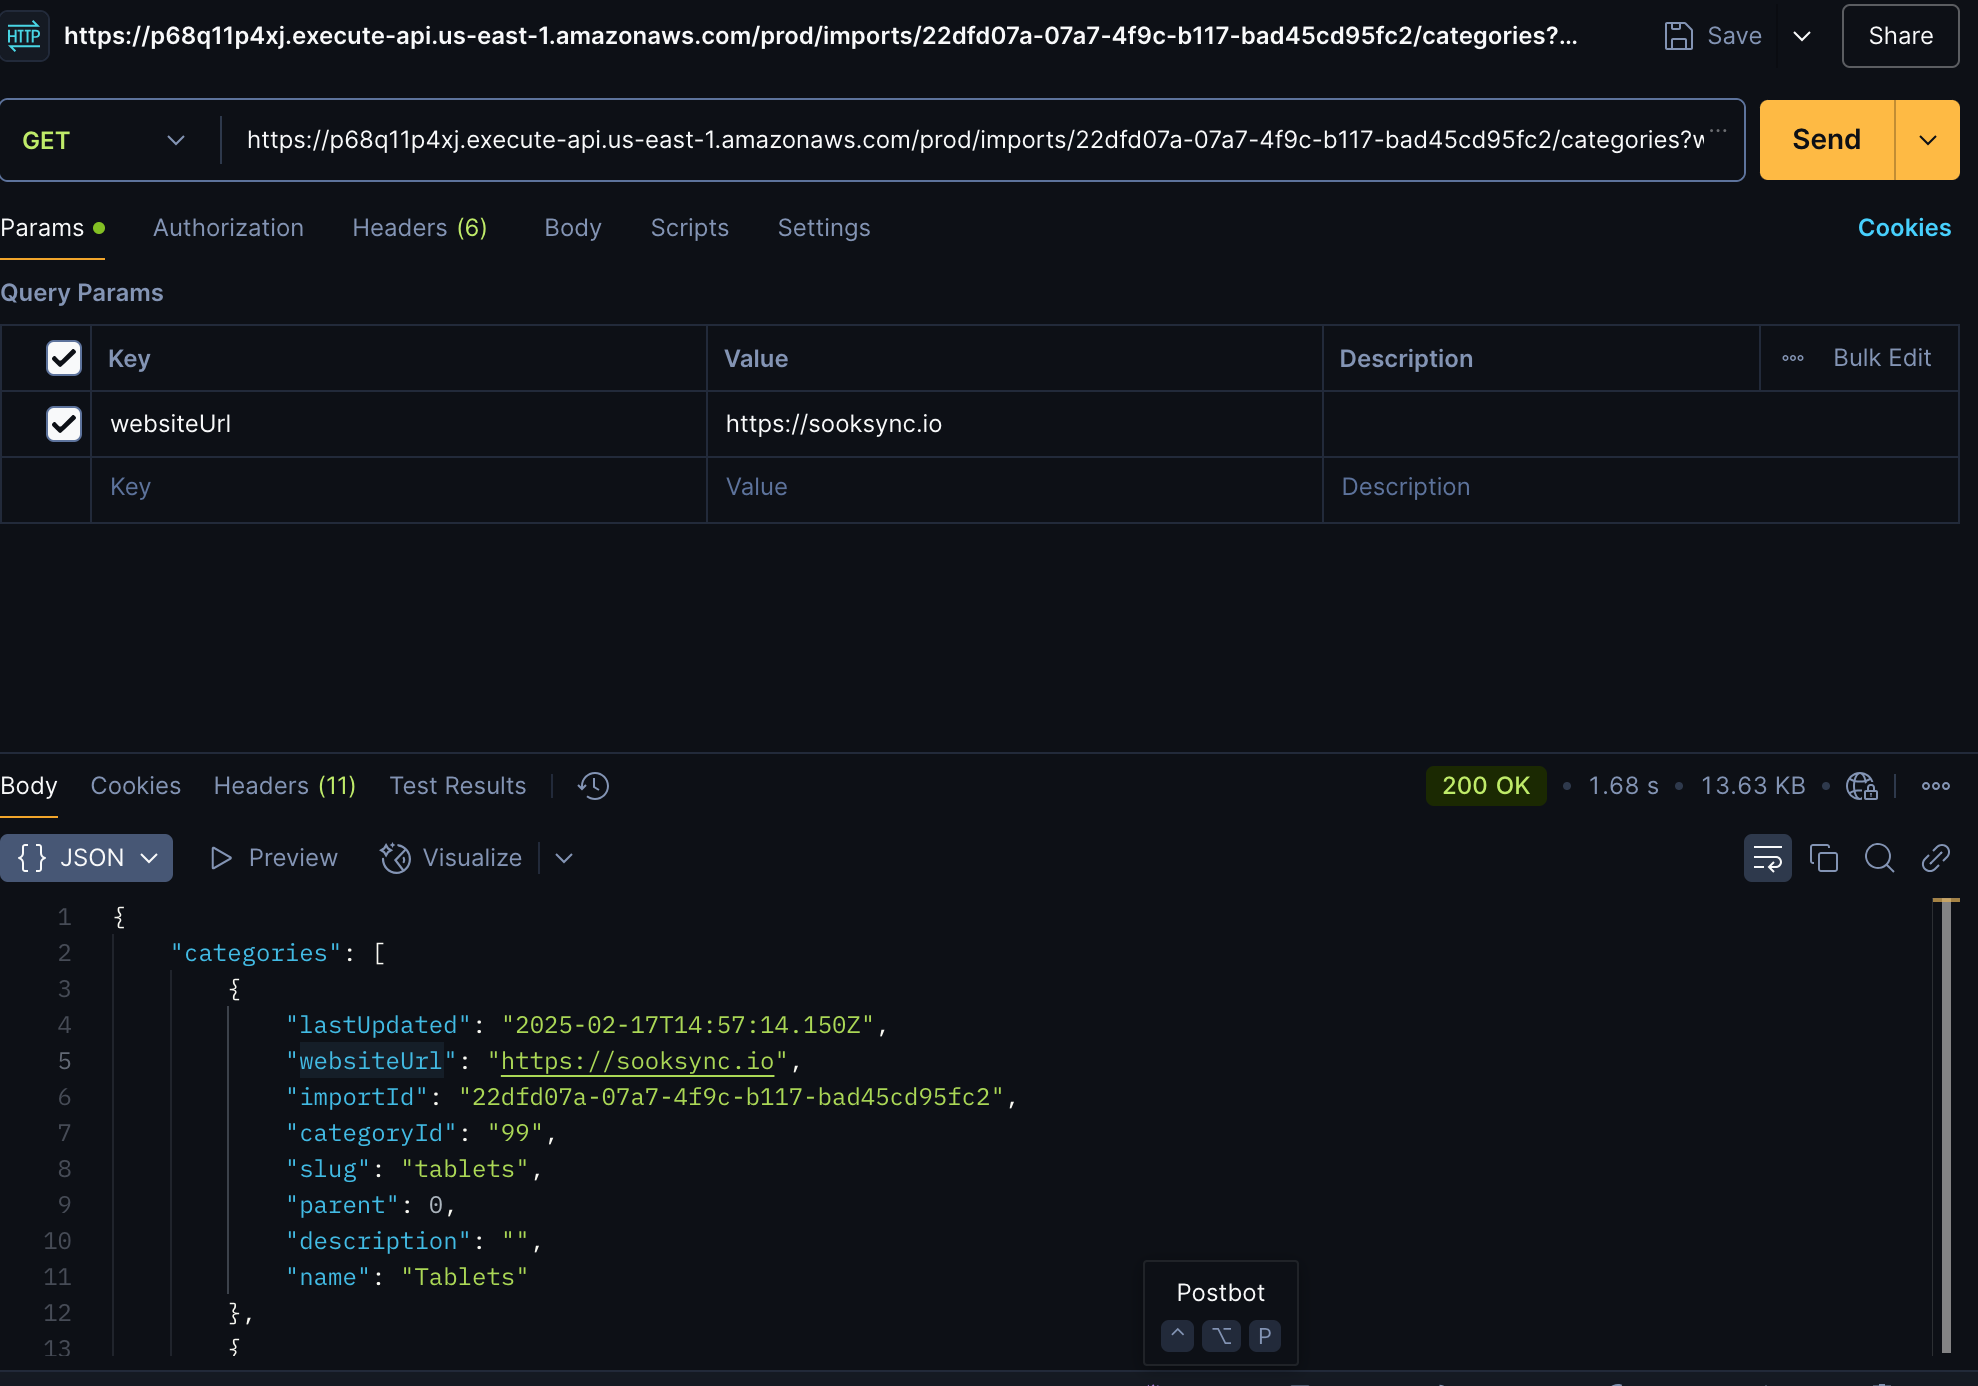 HTTP https://p68q11p4xj.execute-api.us-east-1.amazonaws.com/prod/imports/22dfd07a-07a7-4f9c-b117-bad45cd95fc2/categories?... Save Share
GET https://p68q11p4xj.execute-api.us-east-1.amazonaws.com/prod/imports/22dfd07a-07a7-4f9c-b117-bad45cd95fc2/categories?w ... Send
Params Authorization Headers (6) Body Scripts Settings Cookies
Query Params
Key Value Description Bulk Edit
websiteUrl https://sooksync.io
Key Value Description
Body Cookies Headers (11) Test Results 200 OK • 1.68 s • 13.63 KB •
{ } JSON Preview Visualize
1 {
2 "categories": [
3 {
4 "lastUpdated": "2025-02-17T14:57:14.150Z",
5 "websiteUrl": "https://sooksync.io",
6 "importId": "22dfd07a-07a7-4f9c-b117-bad45cd95fc2",
7 "categoryId": "99",
8 "slug": "tablets",
9 "parent": 0,
10 "description": "",
11 "name": "Tablets"
12 },
13 {
Postbot
^ ⌥ P